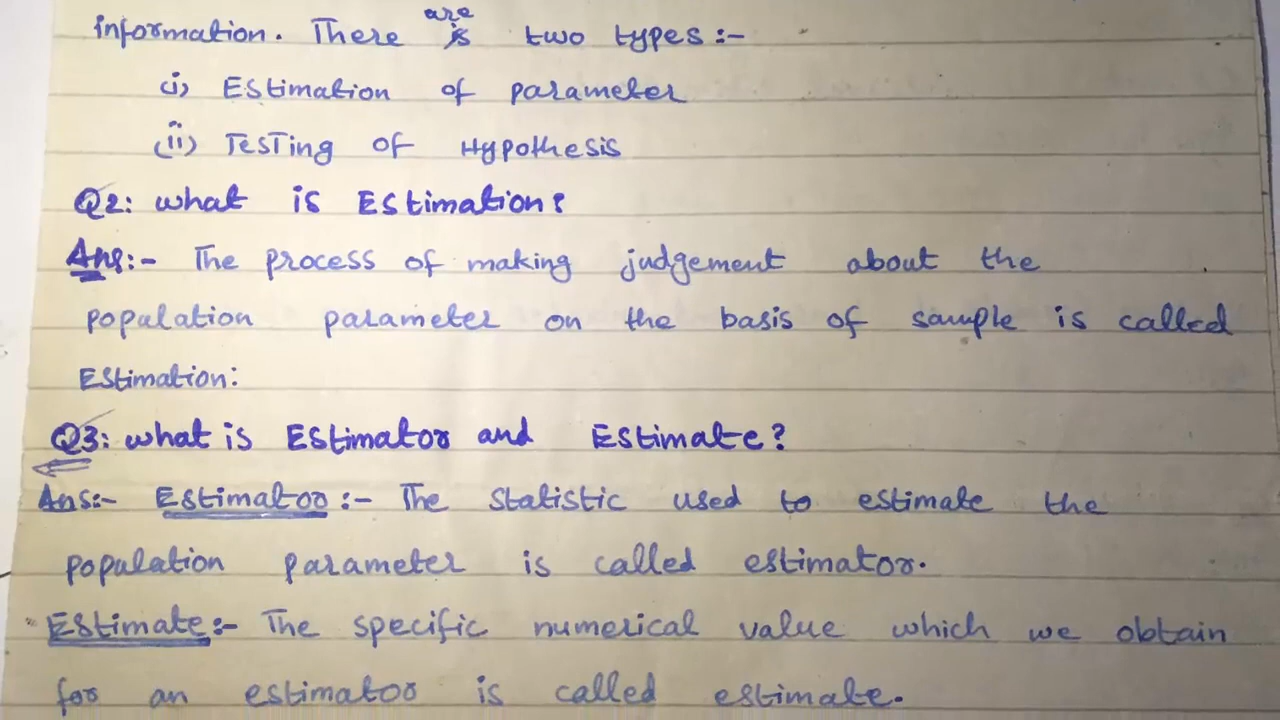 are
information. There is two types :-
(i) Estimation of parameter
(ii) Testing of Hypothesis
Q2: what is Estimation?
Ans:- The process of making judgement about the
population parameter on the basis of sample is called
Estimation:
Q3: what is Estimator and Estimate?
Ans:- Estimator :- The statistic used to estimate the
population parameter is called estimator.
Estimate:- The specific numerical value which we obtain
for an estimator is called estimate.